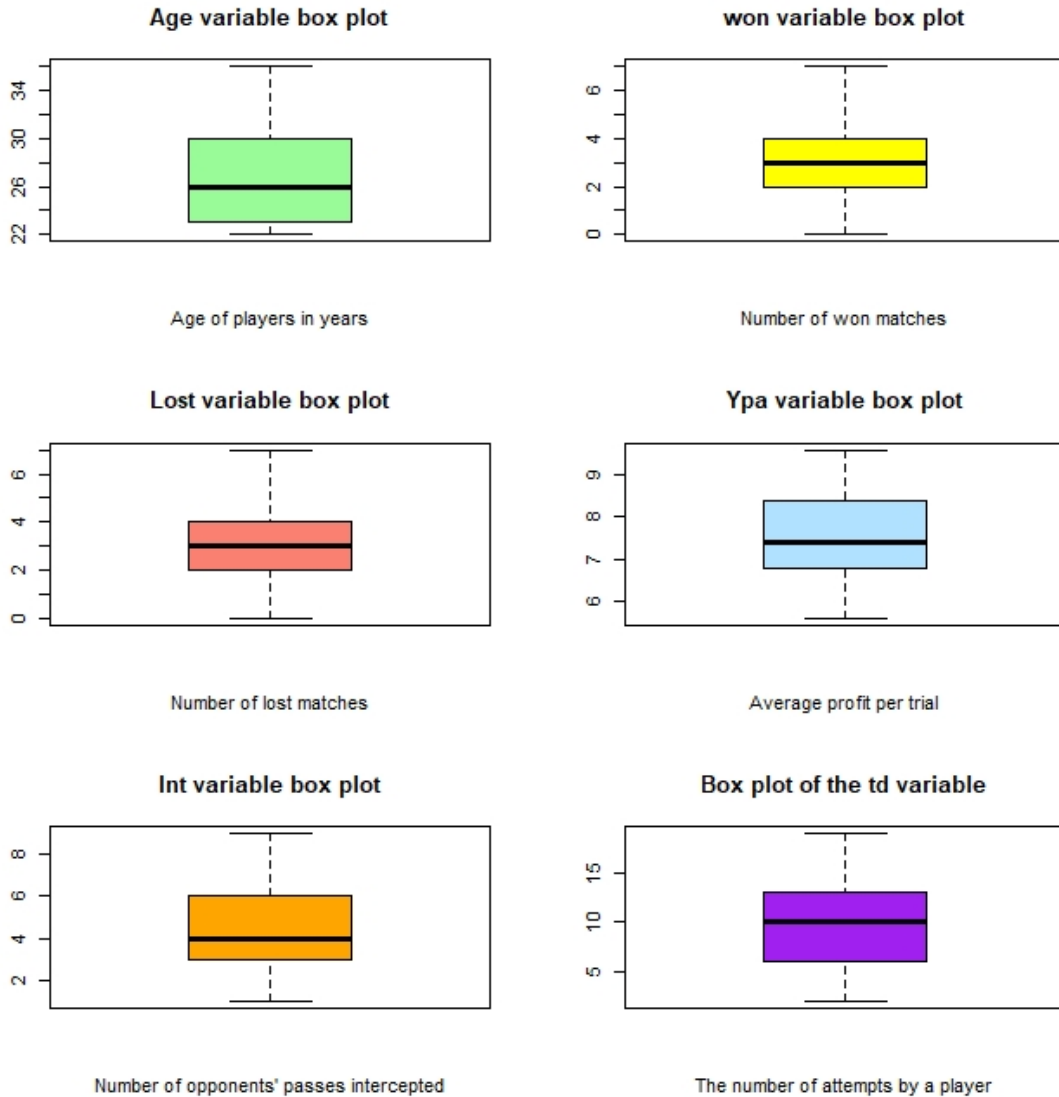 Age variable box plot
won variable box plot
34
30
26
22
6
4
2
0
Age of players in years
Number of won matches
Lost variable box plot
Ypa variable box plot
6
4
2
0
9
8
7
6
Number of lost matches
Average profit per trial
Int variable box plot
Box plot of the td variable
8
6
4
2
15
10
5
Number of opponents' passes intercepted
The number of attempts by a player